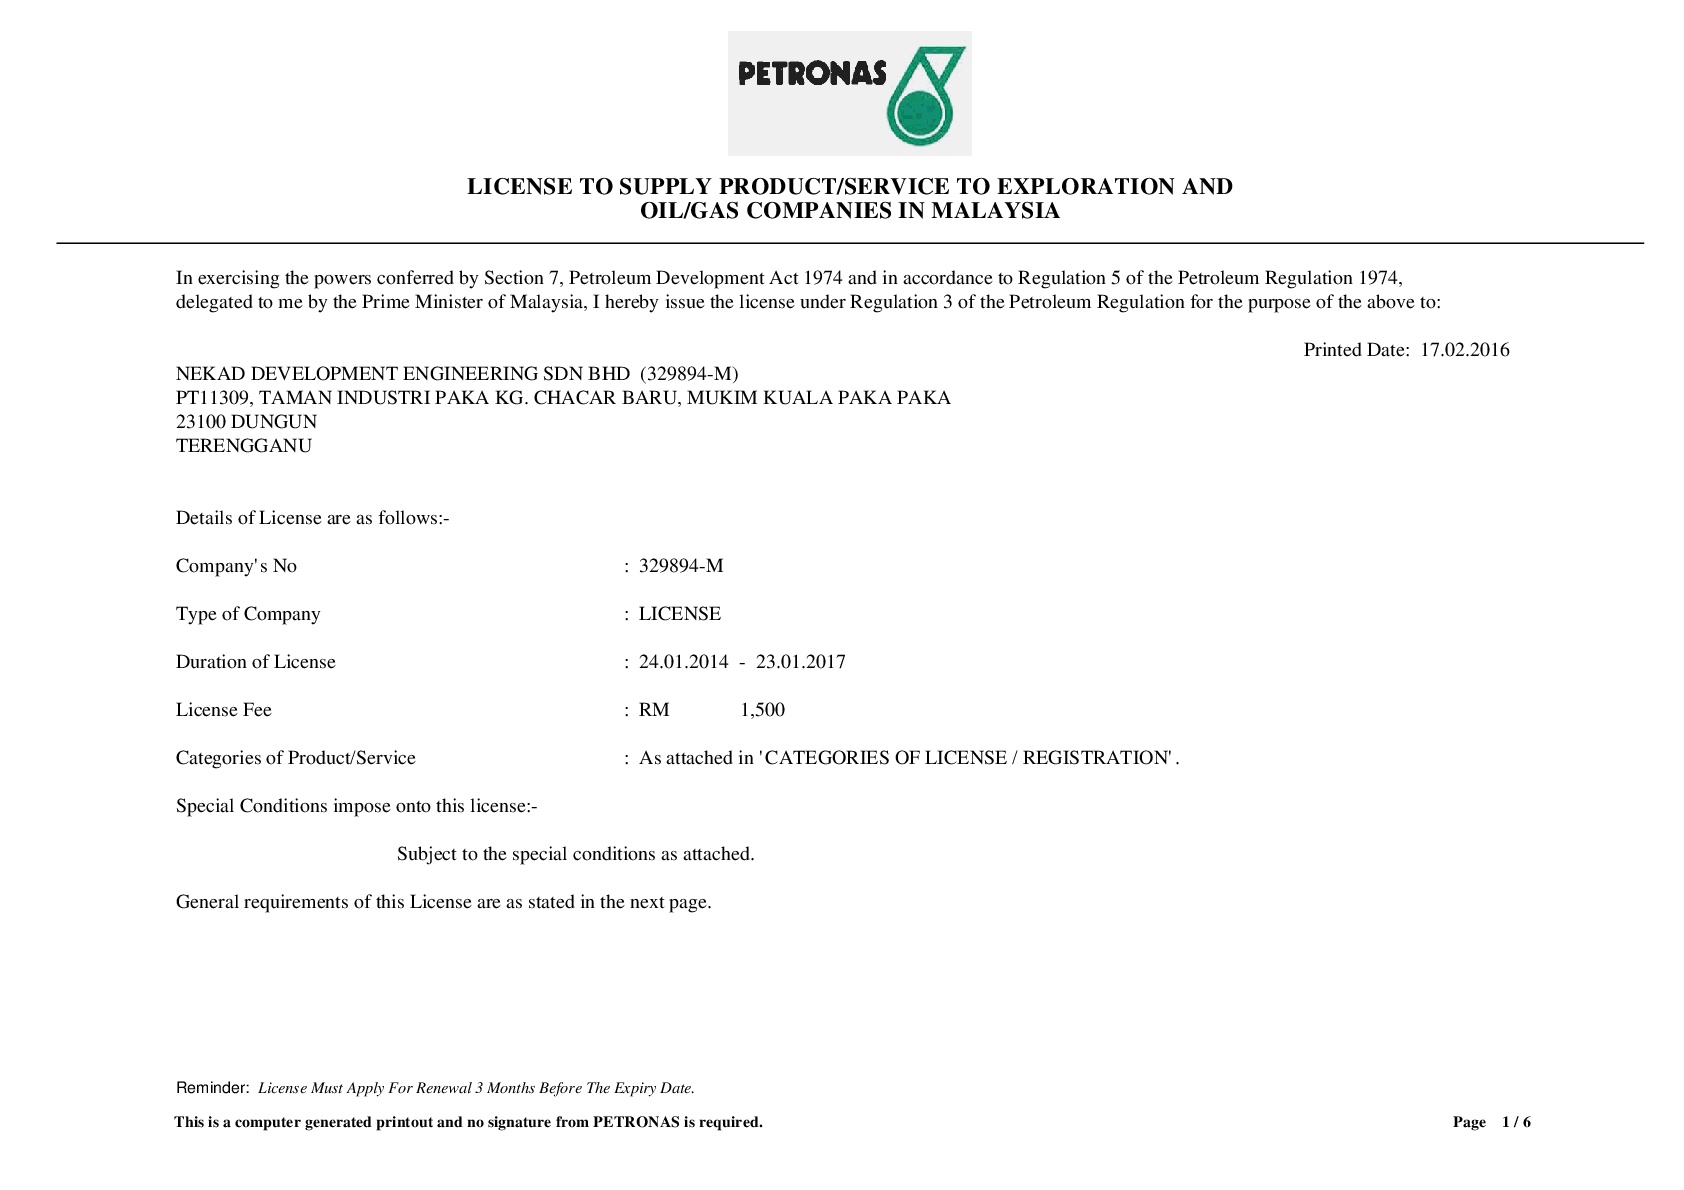 PETRONAS
LICENSE TO SUPPLY PRODUCT/SERVICE TO EXPLORATION AND
OIL/GAS COMPANIES IN MALAYSIA
In exercising the powers conferred by Section 7, Petroleum Development Act 1974 and in accordance to Regulation 5 of the Petroleum Regulation 1974,
delegated to me by the Prime Minister of Malaysia, I hereby issue the license under Regulation 3 of the Petroleum Regulation for the purpose of the above to:
Printed Date: 17.02.2016
NEKAD DEVELOPMENT ENGINEERING SDN BHD (329894-M)
PT11309, TAMAN INDUSTRI PAKA KG. CHACAR BARU, MUKIM KUALA PAKA PAKA
23100 DUNGUN
TERENGGANU
Details of License are as follows:-
Company's No : 329894-M
Type of Company : LICENSE
Duration of License : 24.01.2014 - 23.01.2017
License Fee : RM 1,500
Categories of Product/Service : As attached in 'CATEGORIES OF LICENSE / REGISTRATION'.
Special Conditions impose onto this license:-
Subject to the special conditions as attached.
General requirements of this License are as stated in the next page.
Reminder: License Must Apply For Renewal 3 Months Before The Expiry Date.
This is a computer generated printout and no signature from PETRONAS is required.
Page 1 / 6